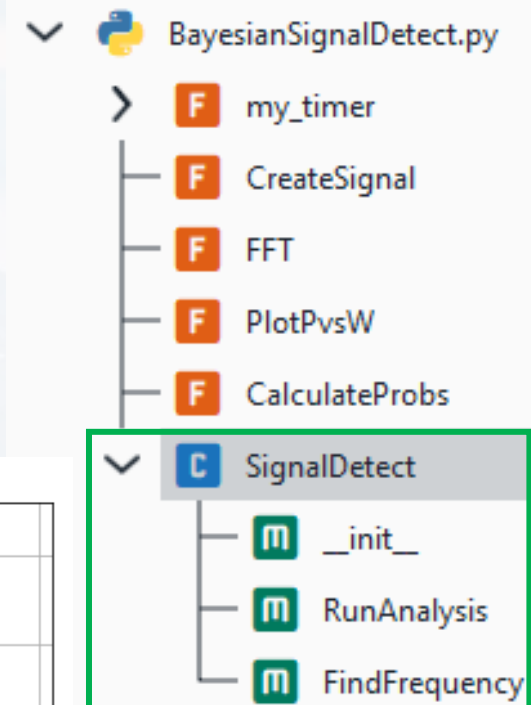 BayesianSignalDetect.py
F my_timer
F CreateSignal
F FFT
F PlotPvsW
F CalculateProbs
C SignalDetect
m __init__
m RunAnalysis
m FindFrequency